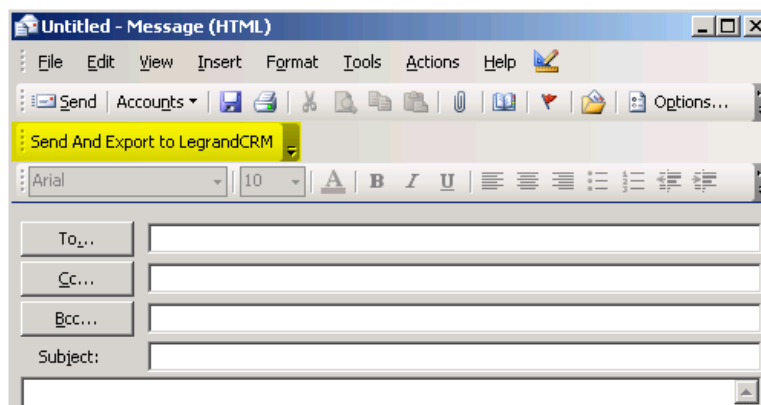 Untitled - Message (HTML)
File Edit View Insert Format Tools Actions Help
Send Accounts Options...
Send And Export to LegrandCRM
Arial 10 A B I U
To...
Cc...
Bcc...
Subject: